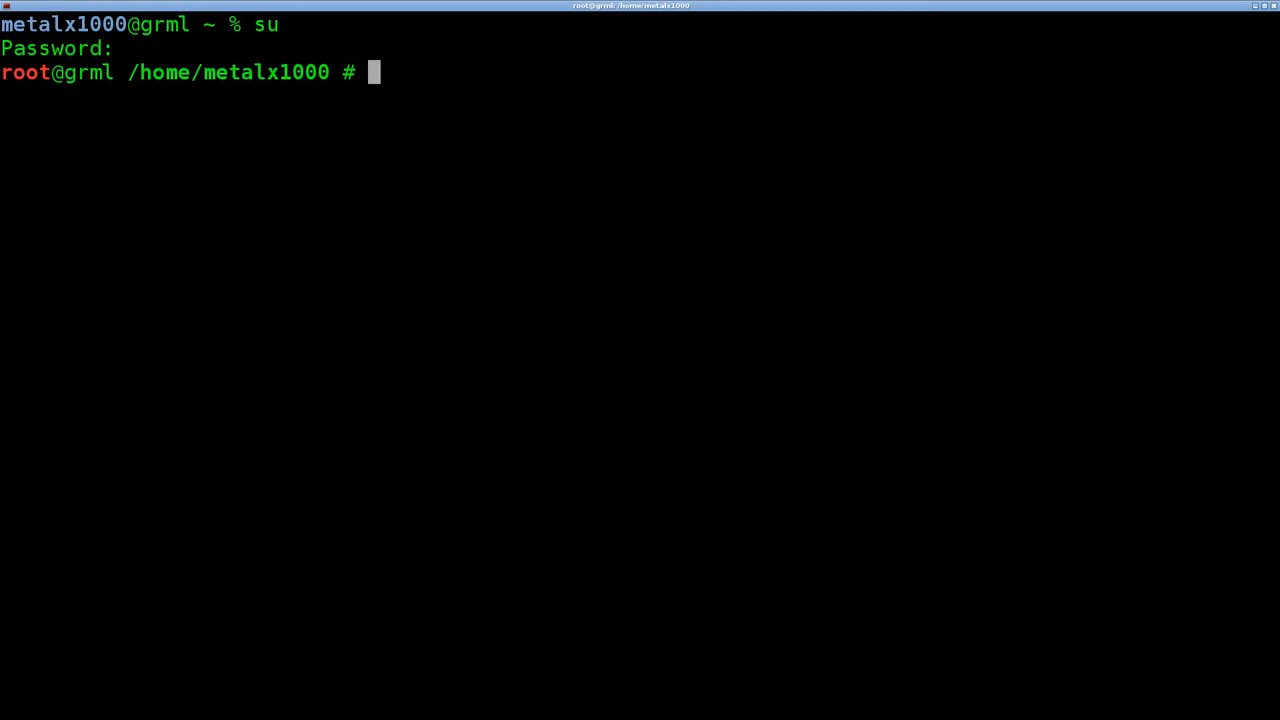 root@grml: /home/metalx1000
metalx1000@grml ~ % su
Password:
root@grml /home/metalx1000 #